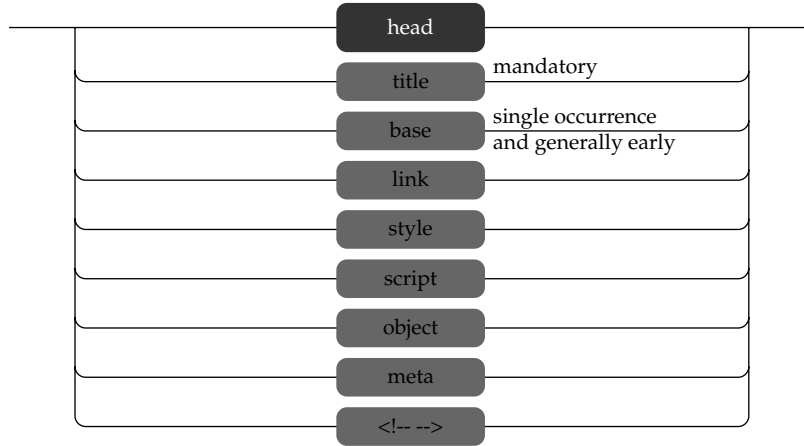 head
title
mandatory
base
single occurrence
and generally early
link
style
script
object
meta
<!-- -->